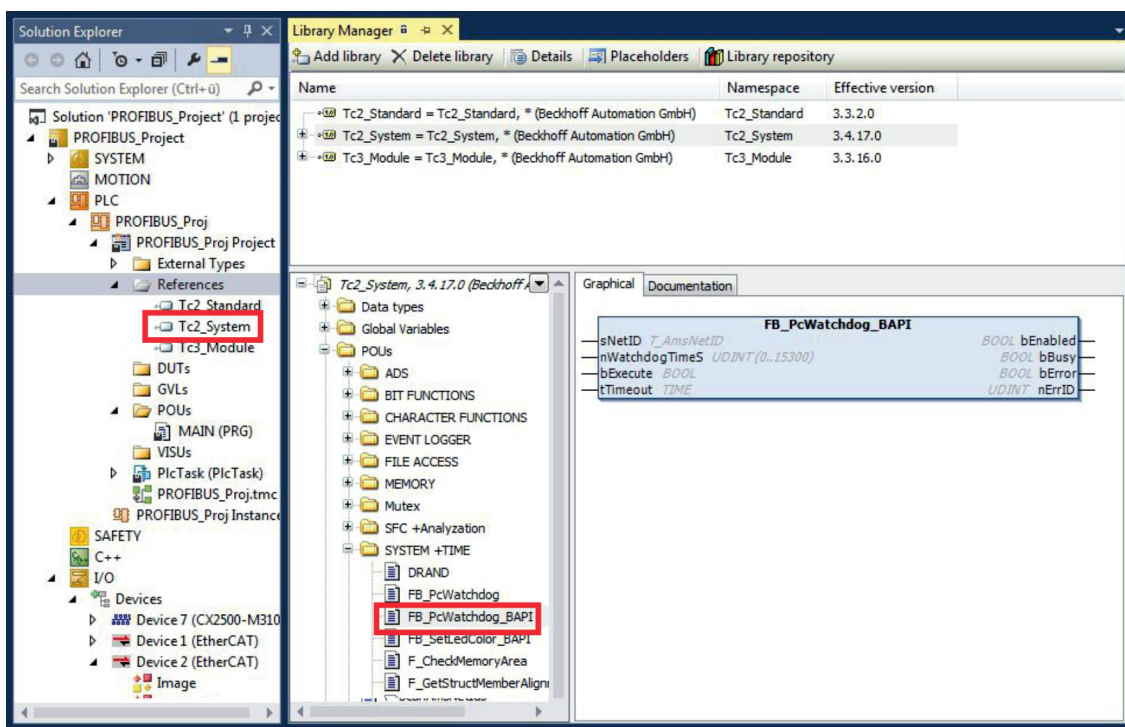 Solution Explorer
Search Solution Explorer (Ctrl+ü)
Solution 'PROFIBUS_Project' (1 projec
PROFIBUS_Project
SYSTEM
MOTION
PLC
PROFIBUS_Proj
PROFIBUS_Proj Project
External Types
References
Tc2_Standard
Tc2_System
Tc3_Module
DUTs
GVLs
POUs
MAIN (PRG)
VISUs
PlcTask (PlcTask)
PROFIBUS_Proj.tmc
PROFIBUS_Proj Instance
SAFETY
C++
I/O
Devices
Device 7 (CX2500-M310
Device 1 (EtherCAT)
Device 2 (EtherCAT)
Image
Library Manager
Add library Delete library Details Placeholders Library repository
Name Namespace Effective version
Tc2_Standard = Tc2_Standard, * (Beckhoff Automation GmbH) Tc2_Standard 3.3.2.0
Tc2_System = Tc2_System, * (Beckhoff Automation GmbH) Tc2_System 3.4.17.0
Tc3_Module = Tc3_Module, * (Beckhoff Automation GmbH) Tc3_Module 3.3.16.0
Tc2_System, 3.4.17.0 (Beckhoff A
Data types
Global Variables
POUs
ADS
BIT FUNCTIONS
CHARACTER FUNCTIONS
EVENT LOGGER
FILE ACCESS
MEMORY
Mutex
SFC +Analyzation
SYSTEM +TIME
DRAND
FB_PcWatchdog
FB_PcWatchdog_BAPI
FB_SetLedColor_BAPI
F_CheckMemoryArea
F_GetStructMemberAlign
Graphical Documentation
FB_PcWatchdog_BAPI
sNetID T_AmsNetID BOOL bEnabled
nWatchdogTimeS UDINT (0..15300) BOOL bBusy
bExecute BOOL BOOL bError
tTimeout TIME UDINT nErrID